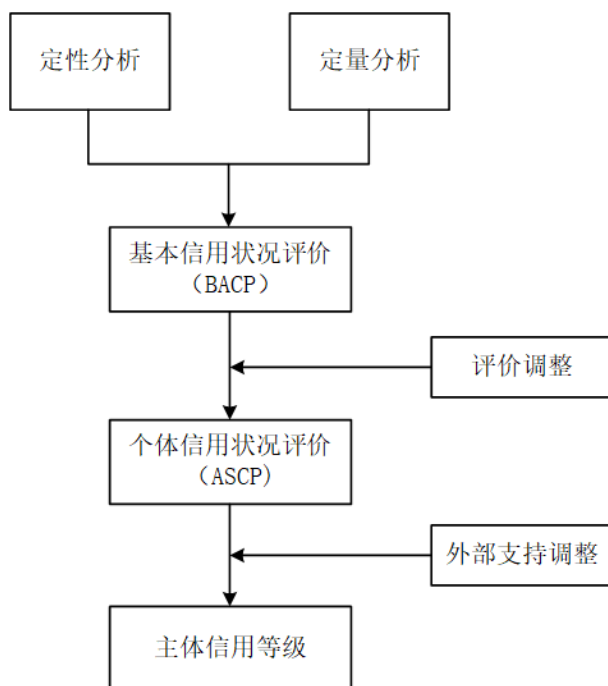 定性分析
定量分析
基本信用状况评价
（BACP）
评价调整
个体信用状况评价
（ASCP)
外部支持调整
主体信用等级